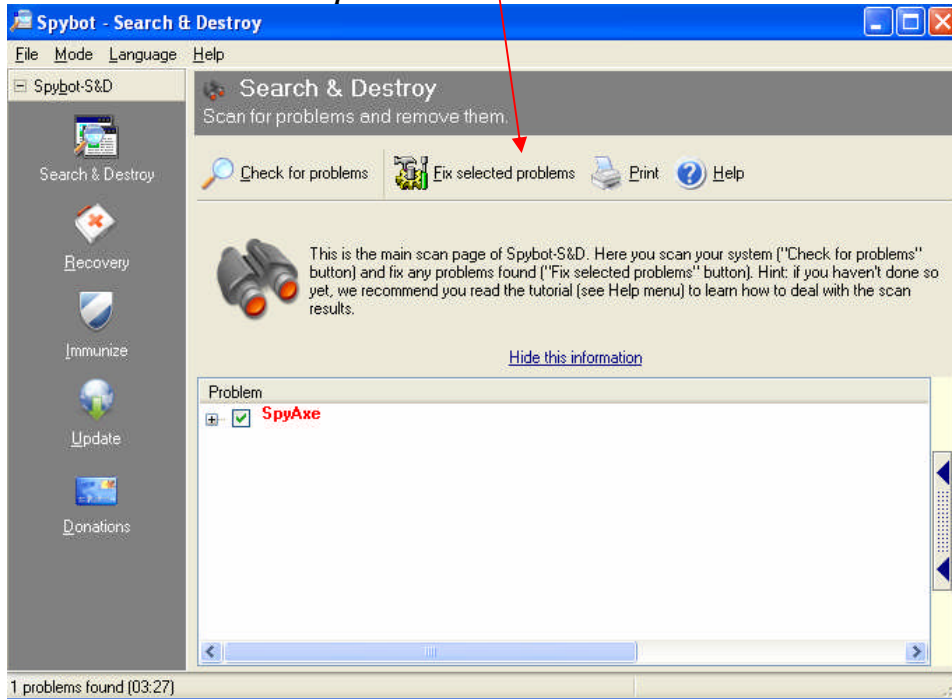 Spybot - Search & Destroy
File Mode Language Help
Spybot-S&D
Search & Destroy
Recovery
Immunize
Update
Donations
Search & Destroy
Scan for problems and remove them.
Check for problems Fix selected problems Print Help
This is the main scan page of Spybot-S&D. Here you scan your system ("Check for problems"
button) and fix any problems found ("Fix selected problems" button). Hint: if you haven't done so
yet, we recommend you read the tutorial (see Help menu) to learn how to deal with the scan
results.
Hide this information
Problem
SpyAxe
1 problems found (03:27)